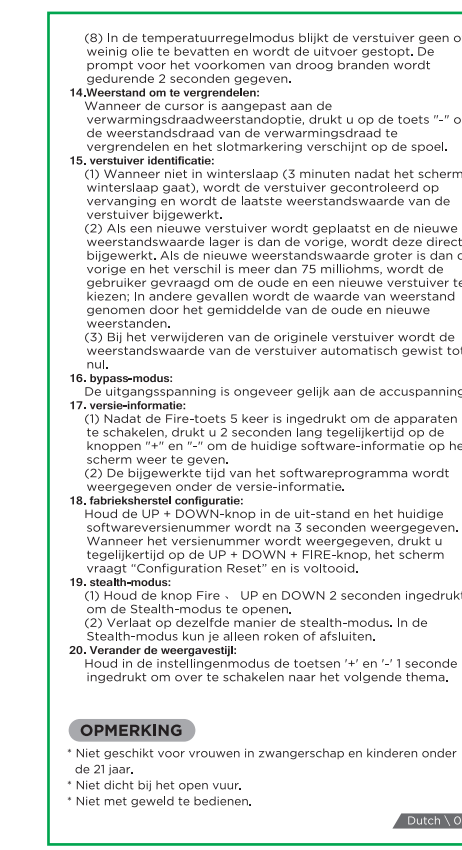 (8) In de temperatuurregelmodus blijkt de verstuiver geen o
weinig olie te bevatten en wordt de uitvoer gestopt. De
prompt voor het voorkomen van droog branden wordt
gedurende 2 seconden gegeven.
14.Weerstand om te vergrendelen:
Wanneer de cursor is aangepast aan de
verwarmingsdraadweerstandoptie, drukt u op de toets "-" o
de weerstandsdraad van de verwarmingsdraad te
vergrendelen en het slotmarkering verschijnt op de spoel.
15. verstuiver identificatie:
(1) Wanneer niet in winterslaap (3 minuten nadat het scherm
winterslaap gaat), wordt de verstuiver gecontroleerd op
vervanging en wordt de laatste weerstandswaarde van de
verstuiver bijgewerkt.
(2) Als een nieuwe verstuiver wordt geplaatst en de nieuwe
weerstandswaarde lager is dan de vorige, wordt deze direct
bijgewerkt. Als de nieuwe weerstandswaarde groter is dan d
vorige en het verschil is meer dan 75 milliohms, wordt de
gebruiker gevraagd om de oude en een nieuwe verstuiver te
kiezen; In andere gevallen wordt de waarde van weerstand
genomen door het gemiddelde van de oude en nieuwe
weerstanden.
(3) Bij het verwijderen van de originele verstuiver wordt de
weerstandswaarde van de verstuiver automatisch gewist tot
nul.
16. bypass-modus:
De uitgangsspanning is ongeveer gelijk aan de accuspanning
17. versie-informatie:
(1) Nadat de Fire-toets 5 keer is ingedrukt om de apparaten
te schakelen, drukt u 2 seconden lang tegelijkertijd op de
knoppen "+" en "-" om de huidige software-informatie op he
scherm weer te geven.
(2) De bijgewerkte tijd van het softwareprogramma wordt
weergegeven onder de versie-informatie.
18. fabrieksherstel configuratie:
Houd de UP + DOWN-knop in de uit-stand en het huidige
softwareversienummer wordt na 3 seconden weergegeven.
Wanneer het versienummer wordt weergegeven, drukt u
tegelijkertijd op de UP + DOWN + FIRE-knop, het scherm
vraagt “Configuration Reset” en is voltooid.
19. stealth-modus:
(1) Houd de knop Fire 、 UP en DOWN 2 seconden ingedrukt
om de Stealth-modus te openen.
(2) Verlaat op dezelfde manier de stealth-modus. In de
Stealth-modus kun je alleen roken of afsluiten.
20. Verander de weergavestijl:
Houd in de instellingenmodus de toetsen '+' en '-' 1 seconde
ingedrukt om over te schakelen naar het volgende thema.
OPMERKING
* Niet geschikt voor vrouwen in zwangerschap en kinderen onder
de 21 jaar.
* Niet dicht bij het open vuur.
* Niet met geweld te bedienen.
Dutch \ 0